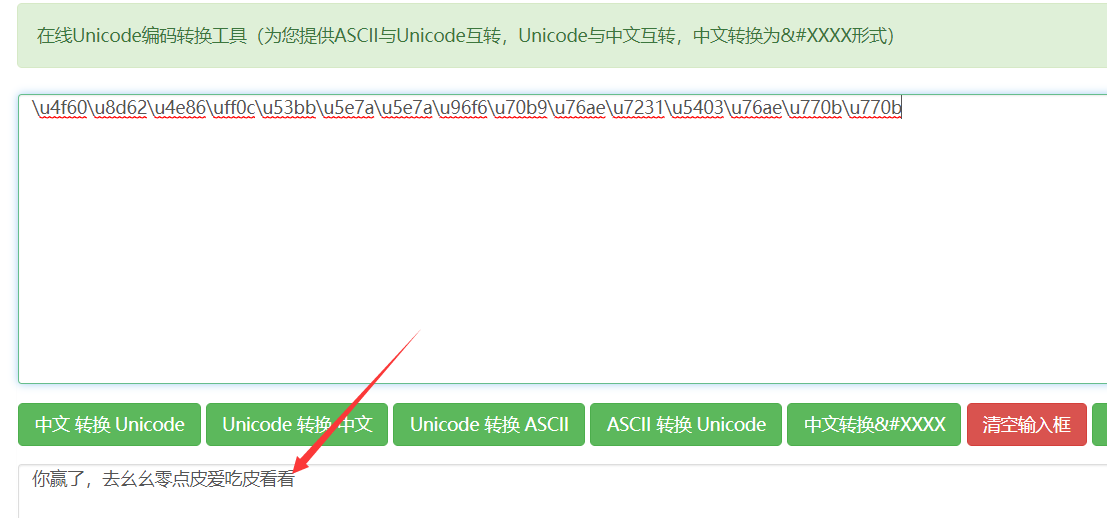 在线Unicode编码转换工具（为您提供ASCII与Unicode互转，Unicode与中文互转，中文转换为&#XXXX形式）
\u4f60\u8d62\u4e86\uff0c\u53bb\u5e7a\u5e7a\u96f6\u70b9\u76ae\u7231\u5403\u76ae\u770b\u770b
中文 转换 Unicode Unicode 转换 中文 Unicode 转换 ASCII ASCII 转换 Unicode 中文转换&#XXXX 清空输入框
你赢了，去幺幺零点皮爱吃皮看看